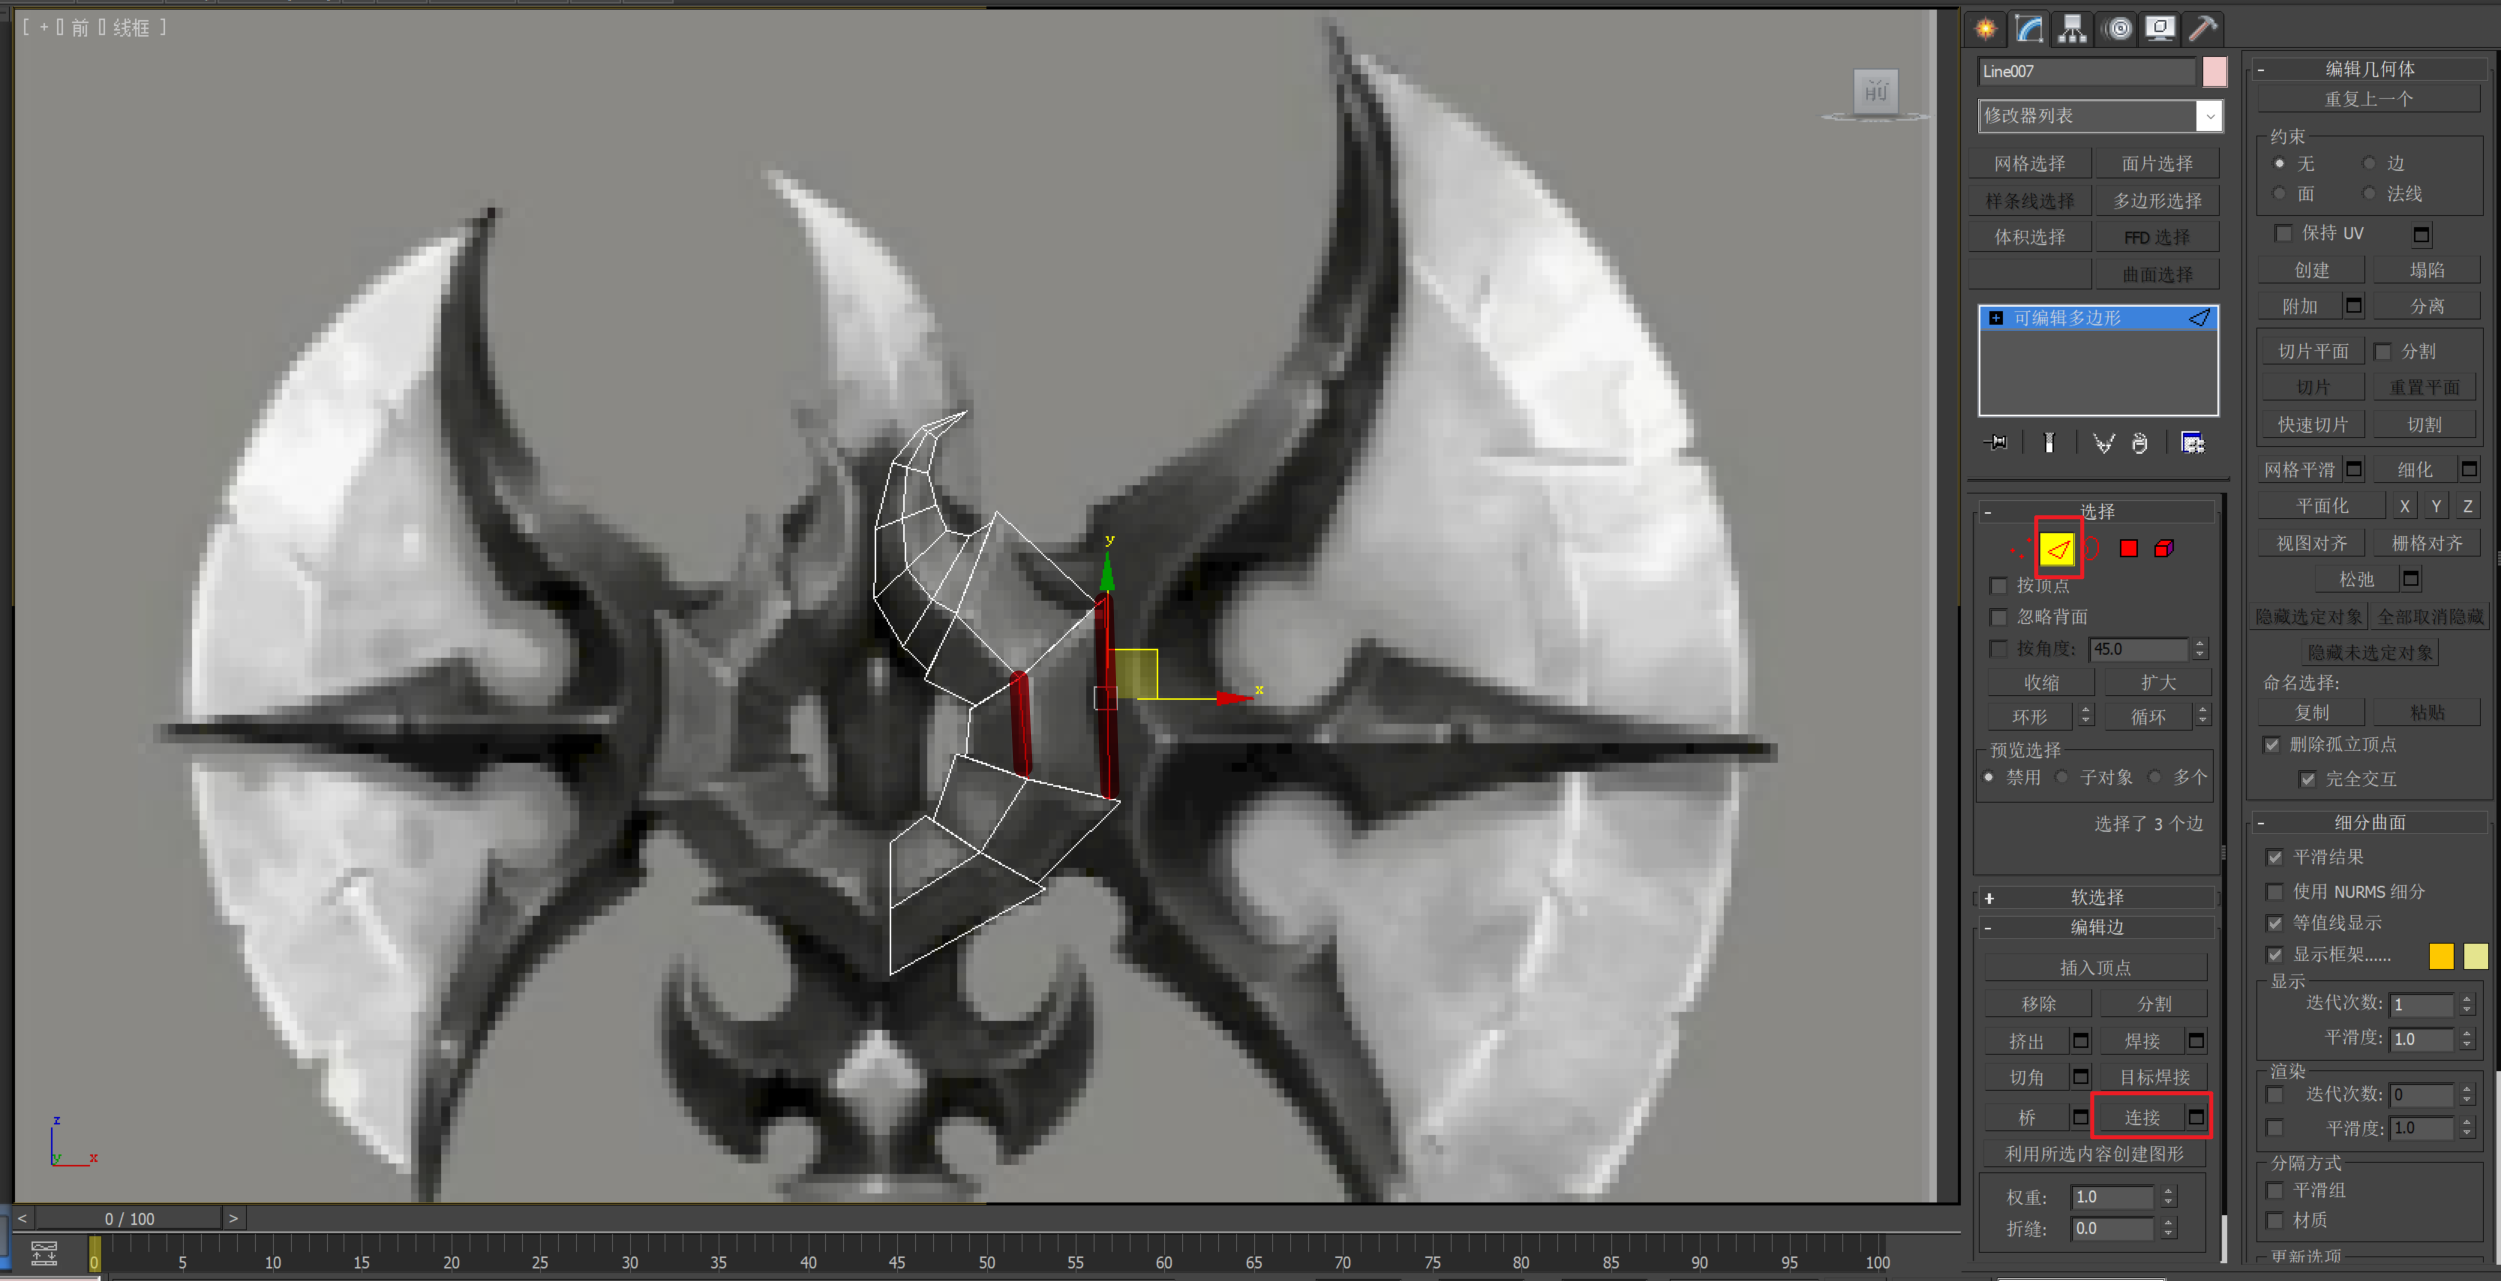 [ + [] 前 [] 线框 ]
前
y
x
z
y x
Line007
修改器列表
网格选择 面片选择
样条线选择 多边形选择
体积选择 FFD 选择
曲面选择
可编辑多边形
- 选择
按顶点
忽略背面
按角度: 45.0
收缩 扩大
环形 循环
预览选择
禁用 子对象 多个
选择了 3 个边
+ 软选择
- 编辑边
插入顶点
移除 分割
挤出 焊接
切角 目标焊接
桥 连接
利用所选内容创建图形
权重: 1.0
折缝: 0.0
- 编辑几何体
重复上一个
约束
无 边
面 法线
保持 UV
创建 塌陷
附加 分离
切片平面 分割
切片 重置平面
快速切片 切割
网格平滑 细化
平面化 X Y Z
视图对齐 栅格对齐
松弛
隐藏选定对象 全部取消隐藏
隐藏未选定对象
命名选择:
复制 粘贴
删除孤立顶点
完全交互
- 细分曲面
平滑结果
使用 NURMS 细分
等值线显示
显示框架......
显示
迭代次数: 1
平滑度: 1.0
渲染
迭代次数: 0
平滑度: 1.0
分隔方式
平滑组
材质
更新选项
< 0 / 100 >
0 5 10 15 20 25 30 35 40 45 50 55 60 65 70 75 80 85 90 95 100